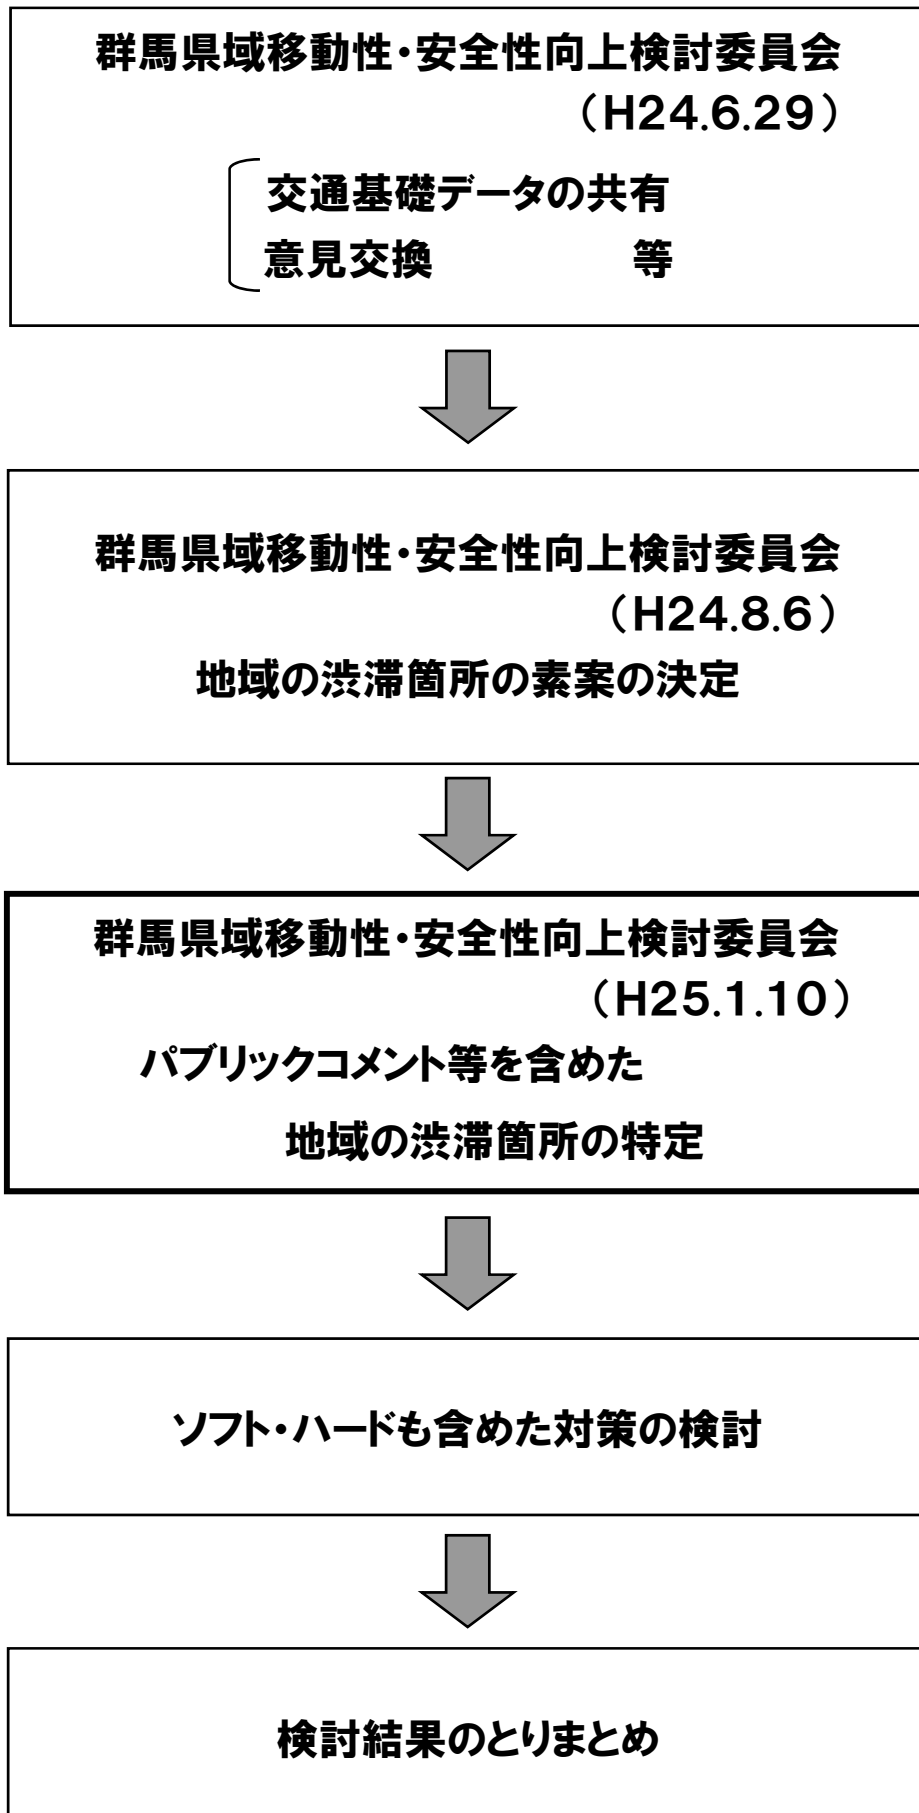 群馬県域移動性・安全性向上検討委員会
（H24.6.29）
交通基礎データの共有
意見交換　　　　　等
群馬県域移動性・安全性向上検討委員会
（H24.8.6）
地域の渋滞箇所の素案の決定
群馬県域移動性・安全性向上検討委員会
（H25.1.10）
パブリックコメント等を含めた
地域の渋滞箇所の特定
ソフト・ハードも含めた対策の検討
検討結果のとりまとめ